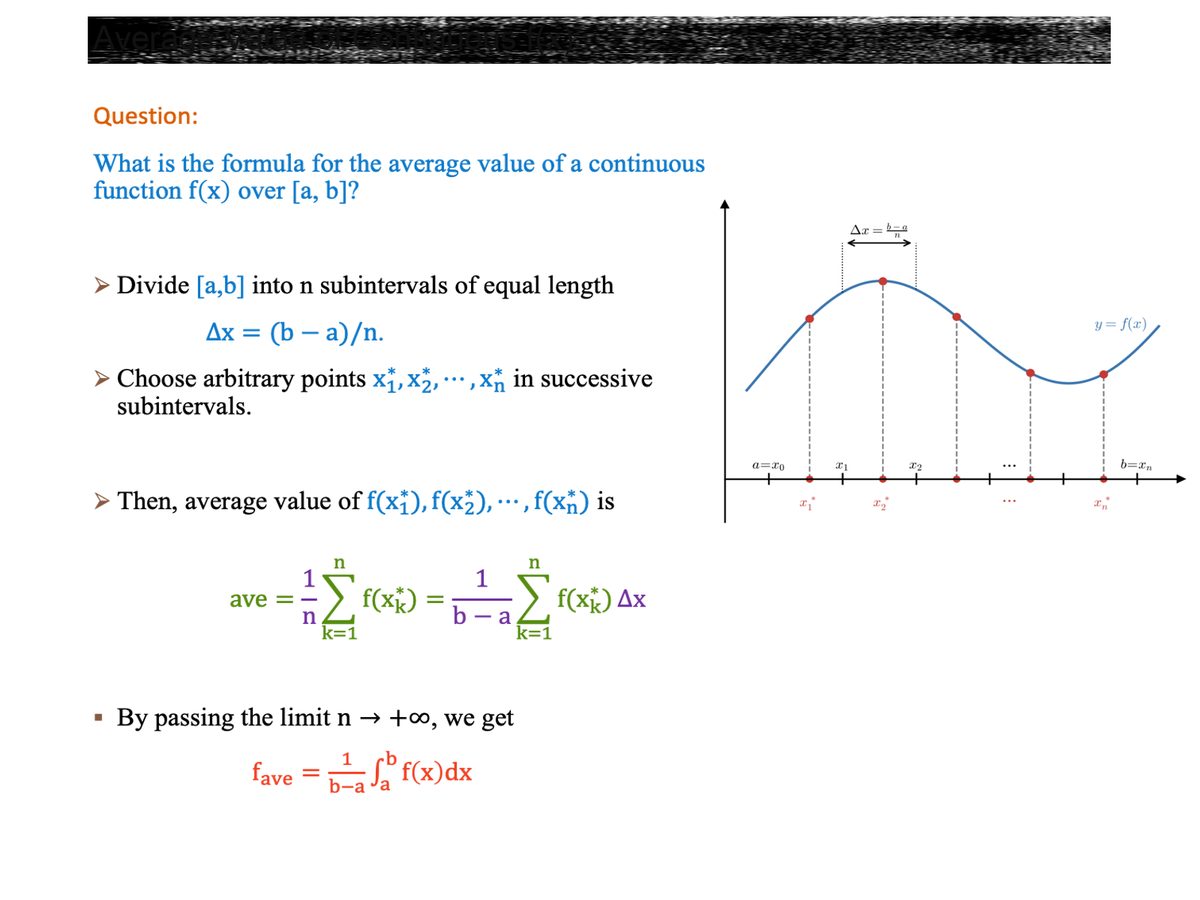 Question:
What is the formula for the average value of a continuous
function f(x) over [a, b]?
➢ Divide [a,b] into n subintervals of equal length
Δx = (b − a)/n.
➢ Choose arbitrary points x₁*, x₂*, ⋯ , xₙ* in successive
subintervals.
➢ Then, average value of f(x₁*), f(x₂*), ⋯ , f(xₙ*) is
ave = 1/n ∑_{k=1}^{n} f(xₖ*) = 1/(b − a) ∑_{k=1}^{n} f(xₖ*) Δx
▪ By passing the limit n → +∞, we get
f_ave = 1/(b−a) ∫_a^b f(x)dx
Δx = (b − a)/n
y = f(x)
a=x₀ x₁ x₂ ⋯ b=xₙ
x₁* x₂* ⋯ xₙ*